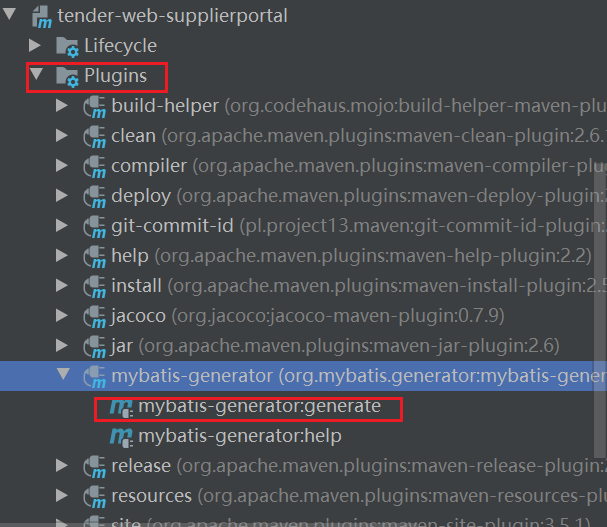 tender-web-supplierportal
Lifecycle
Plugins
build-helper (org.codehaus.mojo:build-helper-maven-plu
clean (org.apache.maven.plugins:maven-clean-plugin:2.6.
compiler (org.apache.maven.plugins:maven-compiler-plu
deploy (org.apache.maven.plugins:maven-deploy-plugin:
git-commit-id (pl.project13.maven:git-commit-id-plugin:
help (org.apache.maven.plugins:maven-help-plugin:2.2)
install (org.apache.maven.plugins:maven-install-plugin:2.5
jacoco (org.jacoco:jacoco-maven-plugin:0.7.9)
jar (org.apache.maven.plugins:maven-jar-plugin:2.6)
mybatis-generator (org.mybatis.generator:mybatis-gener
mybatis-generator:generate
mybatis-generator:help
release (org.apache.maven.plugins:maven-release-plugin:
resources (org.apache.maven.plugins:maven-resources-plu
site (org.apache.maven.plugins:maven-site-plugin:3.5.1)